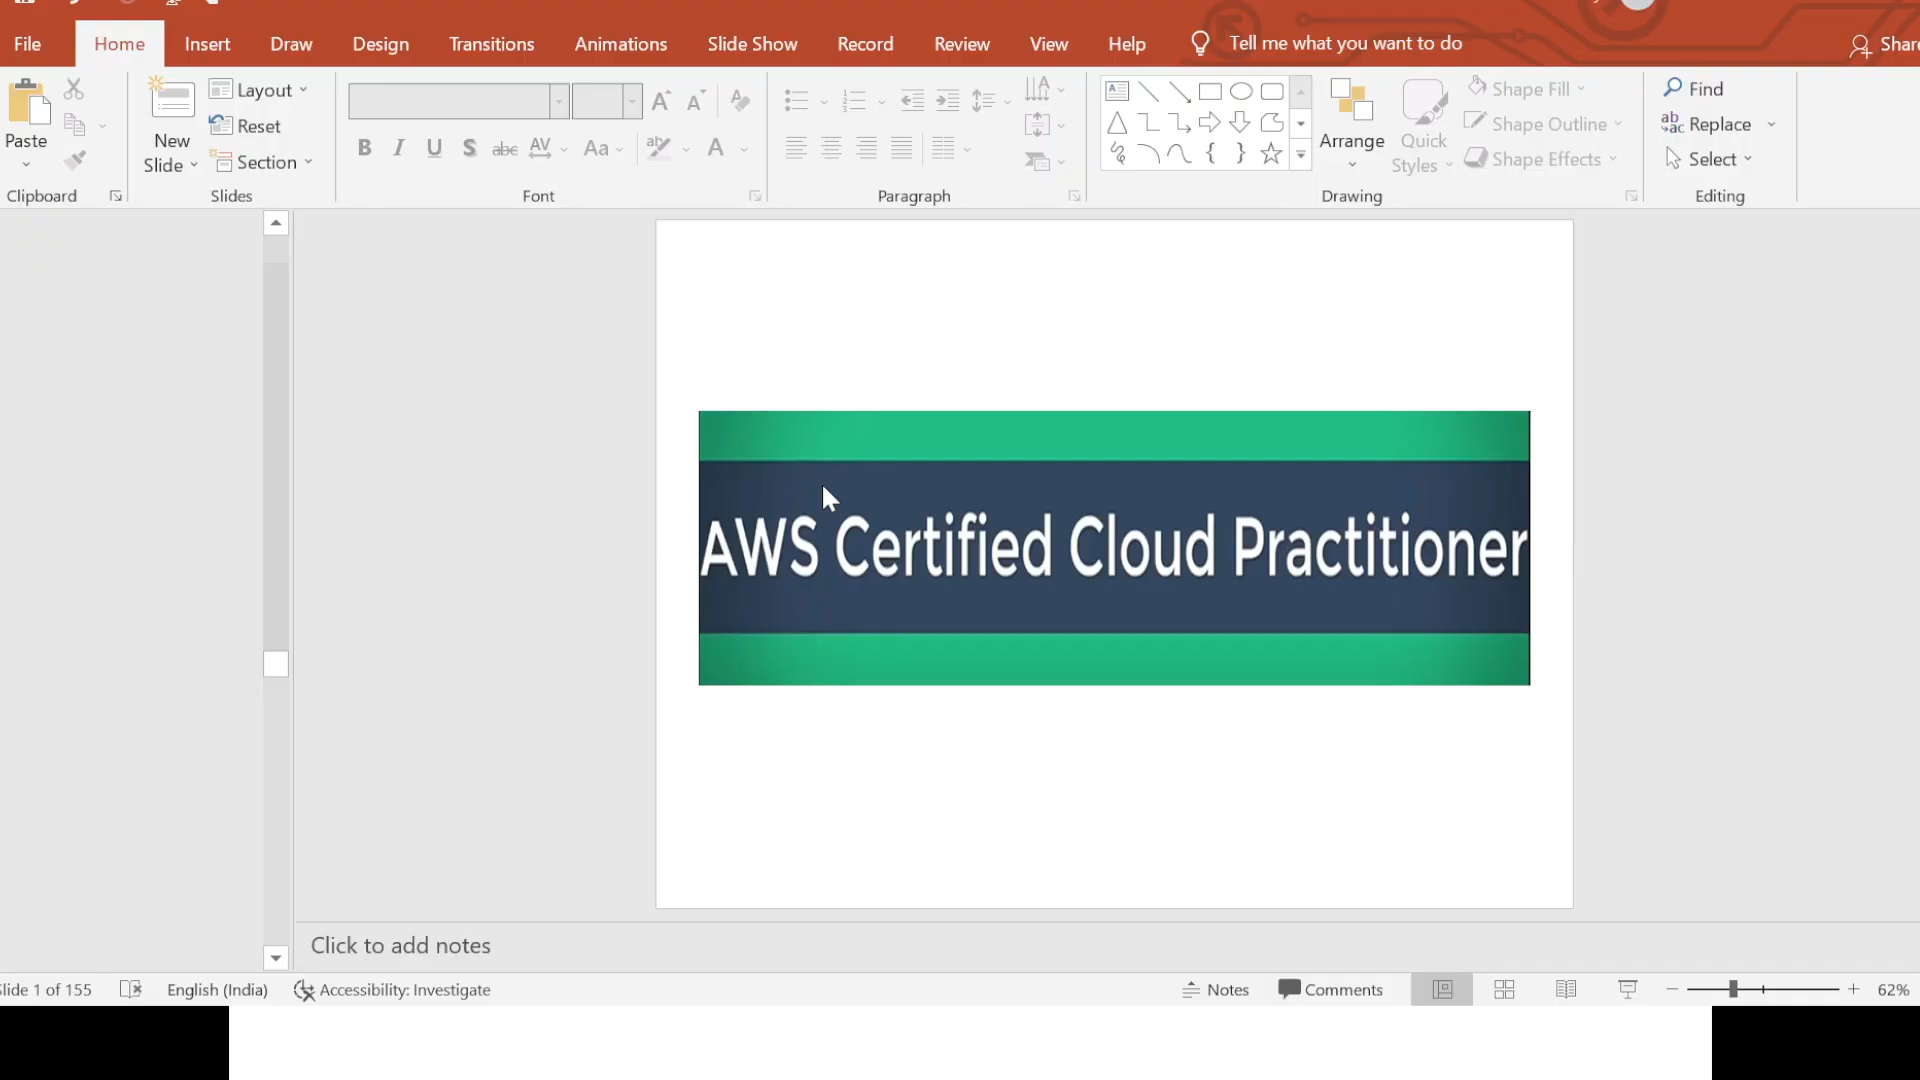 File Home Insert Draw Design Transitions Animations Slide Show Record Review View Help Tell me what you want to do
Paste
Clipboard
New
Slide
Layout
Reset
Section
Slides
B I U S abc AV Aa A
Font
Paragraph
Drawing
Arrange
Quick
Styles
Shape Fill
Shape Outline
Shape Effects
Find
Replace
Select
Editing
AWS Certified Cloud Practitioner
Click to add notes
1 of 155 English (India) Accessibility: Investigate Notes Comments 62%